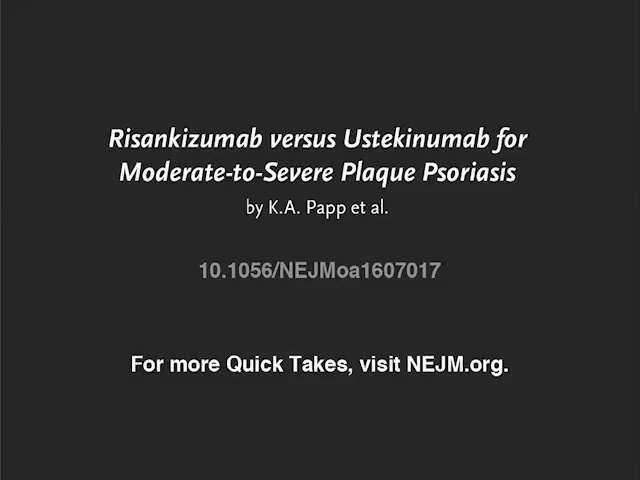 Risankizumab versus Ustekinumab for
Moderate-to-Severe Plaque Psoriasis
by K.A. Papp et al.
10.1056/NEJMoa1607017
For more Quick Takes, visit NEJM.org.